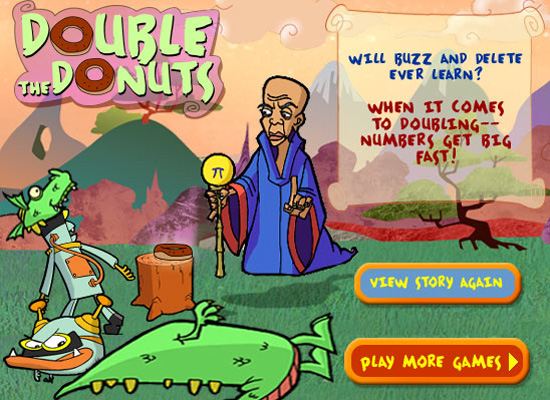 DOUBLE
THE DONUTS
WILL BUZZ AND DELETE
EVER LEARN?
WHEN IT COMES
TO DOUBLING--
NUMBERS GET BIG
FAST!
π
VIEW STORY AGAIN
PLAY MORE GAMES